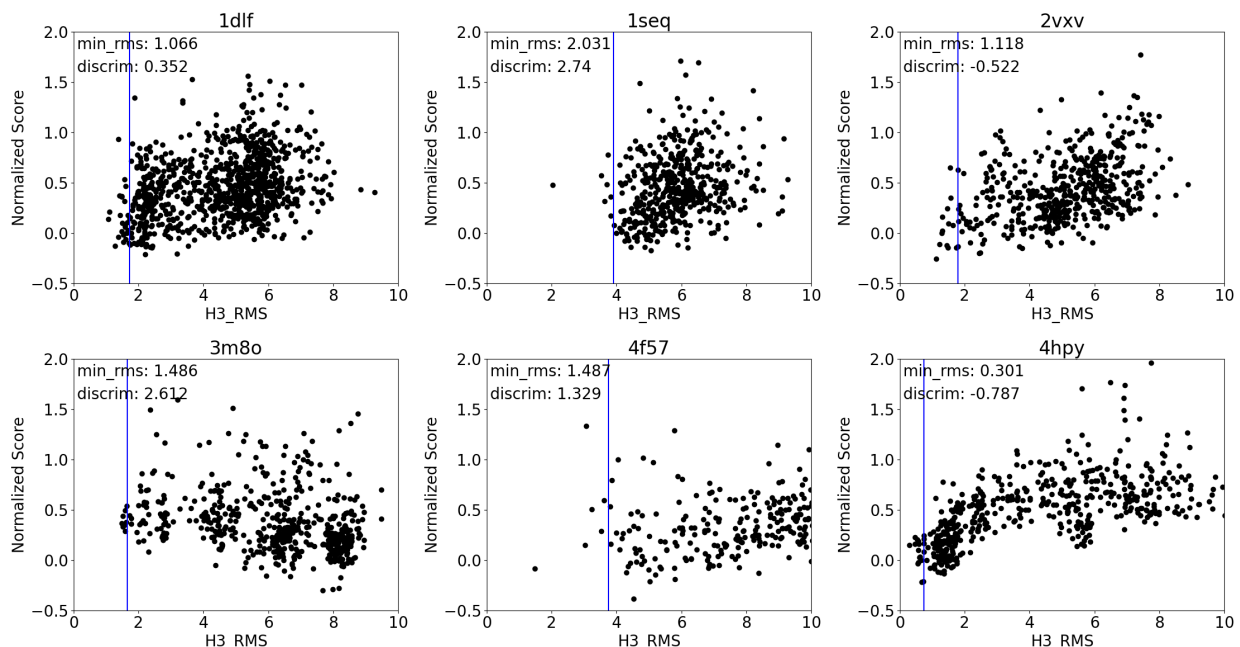 1dlf
1seq
2vxv
min_rms: 1.066
discrim: 0.352
min_rms: 2.031
discrim: 2.74
min_rms: 1.118
discrim: -0.522
2.0
1.5
1.0
0.5
0.0
−0.5
Normalized Score
0 2 4 6 8 10
H3_RMS
2.0
1.5
1.0
0.5
0.0
−0.5
Normalized Score
0 2 4 6 8 10
H3_RMS
2.0
1.5
1.0
0.5
0.0
−0.5
Normalized Score
0 2 4 6 8 10
H3_RMS
3m8o
4f57
4hpy
min_rms: 1.486
discrim: 2.612
min_rms: 1.487
discrim: 1.329
min_rms: 0.301
discrim: -0.787
2.0
1.5
1.0
0.5
0.0
−0.5
Normalized Score
0 2 4 6 8 10
H3_RMS
2.0
1.5
1.0
0.5
0.0
−0.5
Normalized Score
0 2 4 6 8 10
H3_RMS
2.0
1.5
1.0
0.5
0.0
−0.5
Normalized Score
0 2 4 6 8 10
H3_RMS